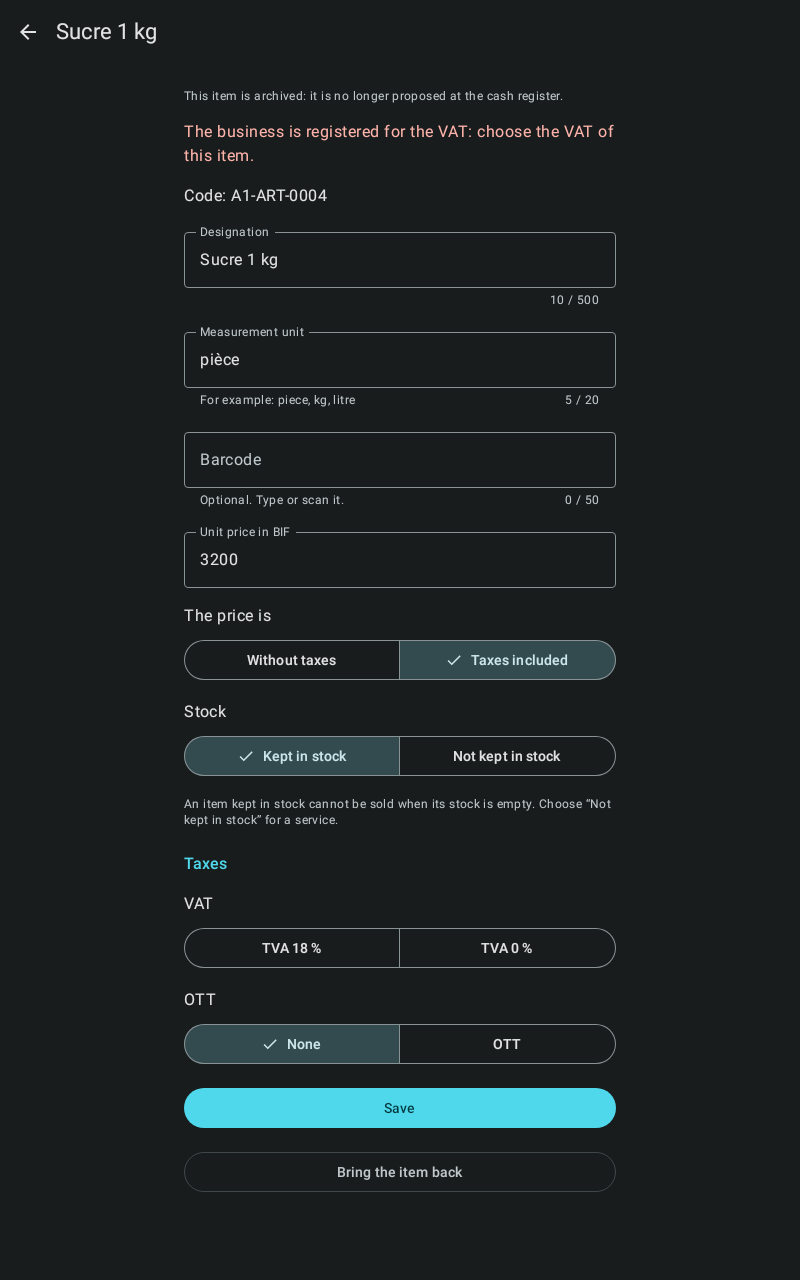 Sucre 1 kg
This item is archived: it is no longer proposed at the cash register.
The business is registered for the VAT: choose the VAT of
this item.
Code: A1-ART-0004
Designation
Sucre 1 kg
10 / 500
Measurement unit
pièce
For example: piece, kg, litre
5 / 20
Barcode
Optional. Type or scan it.
0 / 50
Unit price in BIF
3200
The price is
Without taxes
Taxes included
Stock
Kept in stock
Not kept in stock
An item kept in stock cannot be sold when its stock is empty. Choose “Not
kept in stock” for a service.
Taxes
VAT
TVA 18 %
TVA 0 %
OTT
None
OTT
Save
Bring the item back